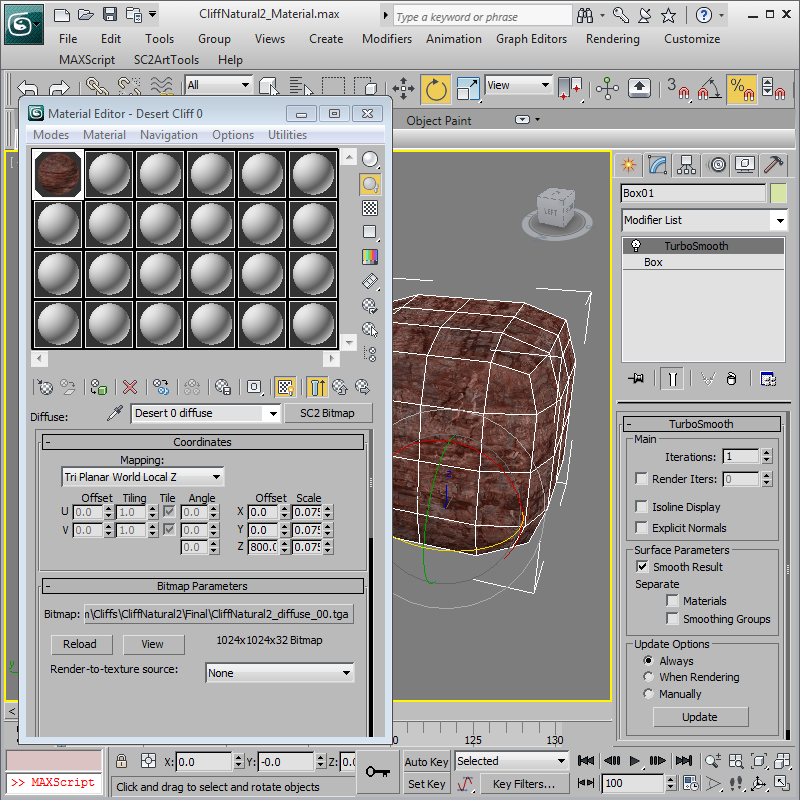 CliffNatural2_Material.max
Type a keyword or phrase
File Edit Tools Group Views Create Modifiers Animation Graph Editors Rendering Customize
MAXScript SC2ArtTools Help
All
View
3
Object Paint
Material Editor - Desert Cliff 0
Modes Material Navigation Options Utilities
LEFT
Box01
Modifier List
TurboSmooth
Box
Diffuse: Desert 0 diffuse SC2 Bitmap
Coordinates
Mapping:
Tri Planar World Local Z
Offset Tiling Tile Angle Offset Scale
U 0.0 1.0 0.0 X 0.0 0.075
V 0.0 1.0 0.0 Y 0.0 0.075
0.0 Z 800.0 0.075
Bitmap Parameters
Bitmap: m\Cliffs\CliffNatural2\Final\CliffNatural2_diffuse_00.tga
Reload View 1024x1024x32 Bitmap
Render-to-texture source: None
TurboSmooth
Main
Iterations: 1
Render Iters: 0
Isoline Display
Explicit Normals
Surface Parameters
Smooth Result
Separate
Materials
Smoothing Groups
Update Options
Always
When Rendering
Manually
Update
125 130
X: 0.0 Y: -0.0 Z: 0.
Auto Key Selected
Set Key Key Filters... 100
>> MAXScript
Click and drag to select and rotate objects